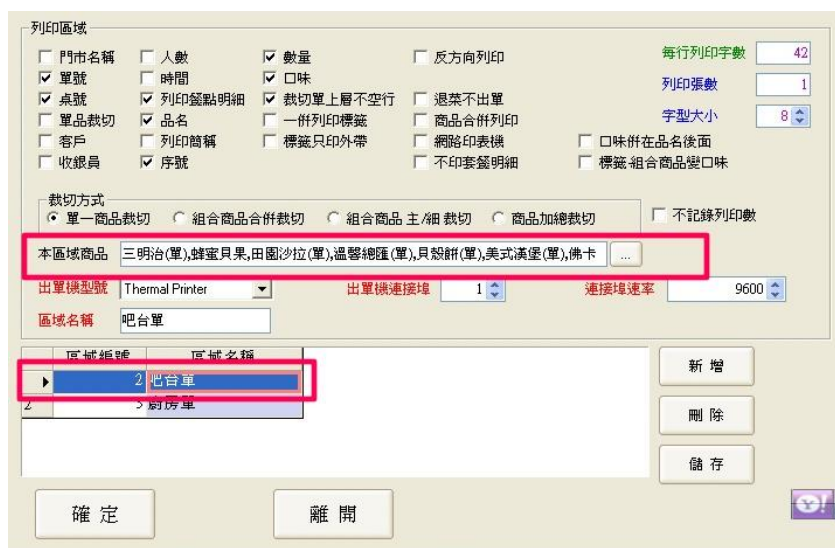 列印區域
門市名稱 人數 數量 反方向列印 每行列印字數 42
單號 時間 口味
桌號 列印簽點明細 裁切單上層不空行 退菜不出單 列印張數 1
單品裁切 品名 一併列印標籤 商品合併列印 字型大小 8
客戶 列印簡稱 標籤只印外帶 網路印表機 口味併在品名後面
收銀員 序號 不印套餐明細 標籤-組合商品變口味
裁切方式
單一商品裁切 組合商品合併裁切 組合商品 主/細 裁切 商品加總裁切 不記錄列印數
本區域商品 三明治(單),蜂蜜貝果,田園沙拉(單),溫馨總匯(單),貝殼餅(單),美式漢堡(單),佛卡 ...
出單機型號 Thermal Printer 出單機連接埠 1 連接埠速率 9600
區域名稱 吧台單
區域編號 區域名稱
2 吧台單
2 5 廚房單
新增
刪除
儲存
確定 離開
Y!